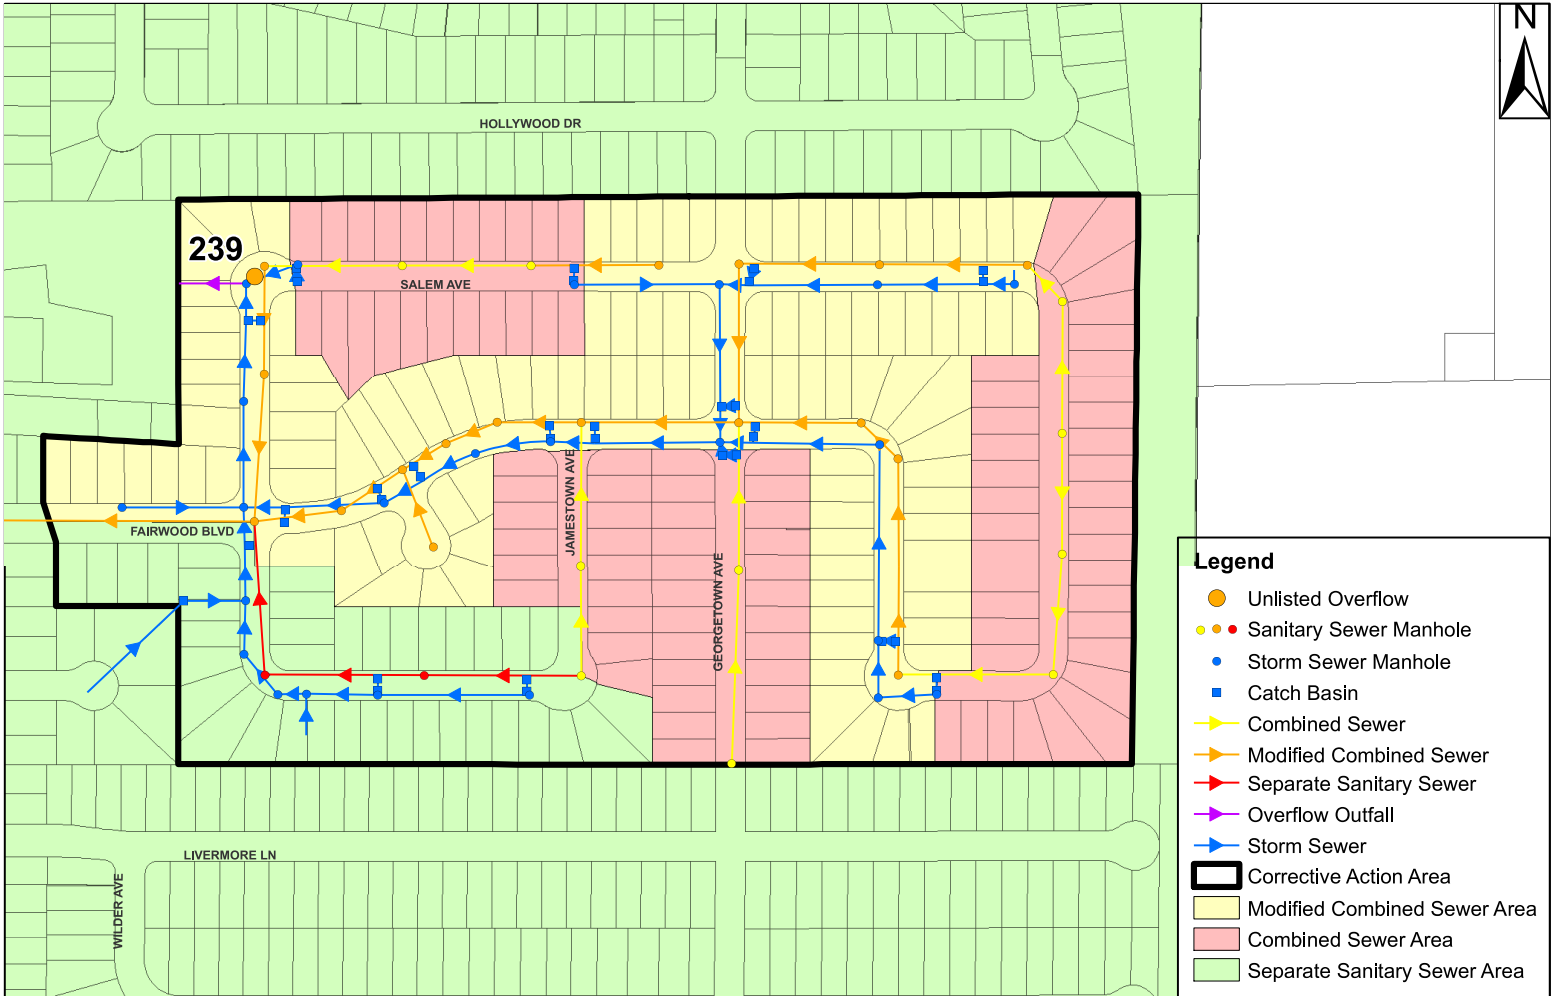 N
HOLLYWOOD DR
239
SALEM AVE
JAMESTOWN AVE
FAIRWOOD BLVD
GEORGETOWN AVE
LIVERMORE LN
WILDER AVE
Legend
Unlisted Overflow
Sanitary Sewer Manhole
Storm Sewer Manhole
Catch Basin
Combined Sewer
Modified Combined Sewer
Separate Sanitary Sewer
Overflow Outfall
Storm Sewer
Corrective Action Area
Modified Combined Sewer Area
Combined Sewer Area
Separate Sanitary Sewer Area